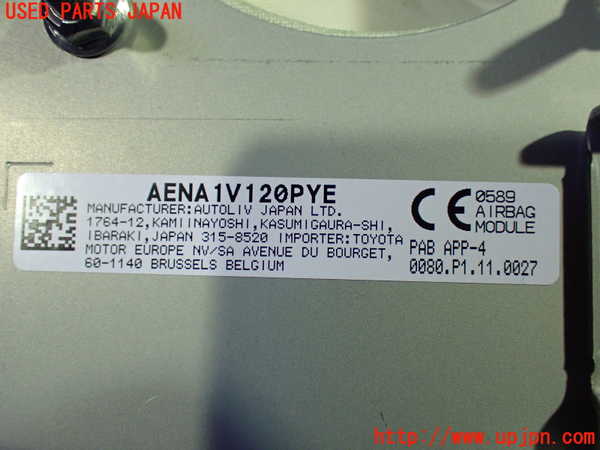 USED PARTS JAPAN
AENA1V120PYE
MANUFACTURER:AUTOLIV JAPAN LTD.
1764-12,KAMIINAYOSHI,KASUMIGAURA-SHI,
IBARAKI,JAPAN 315-8520 IMPORTER:TOYOTA
MOTOR EUROPE NV/SA AVENUE DU BOURGET,
60-1140 BRUSSELS BELGIUM
CE 0589
AIRBAG
MODULE
PAB APP-4
0080.P1.11.0027
http://www.upjpn.com/